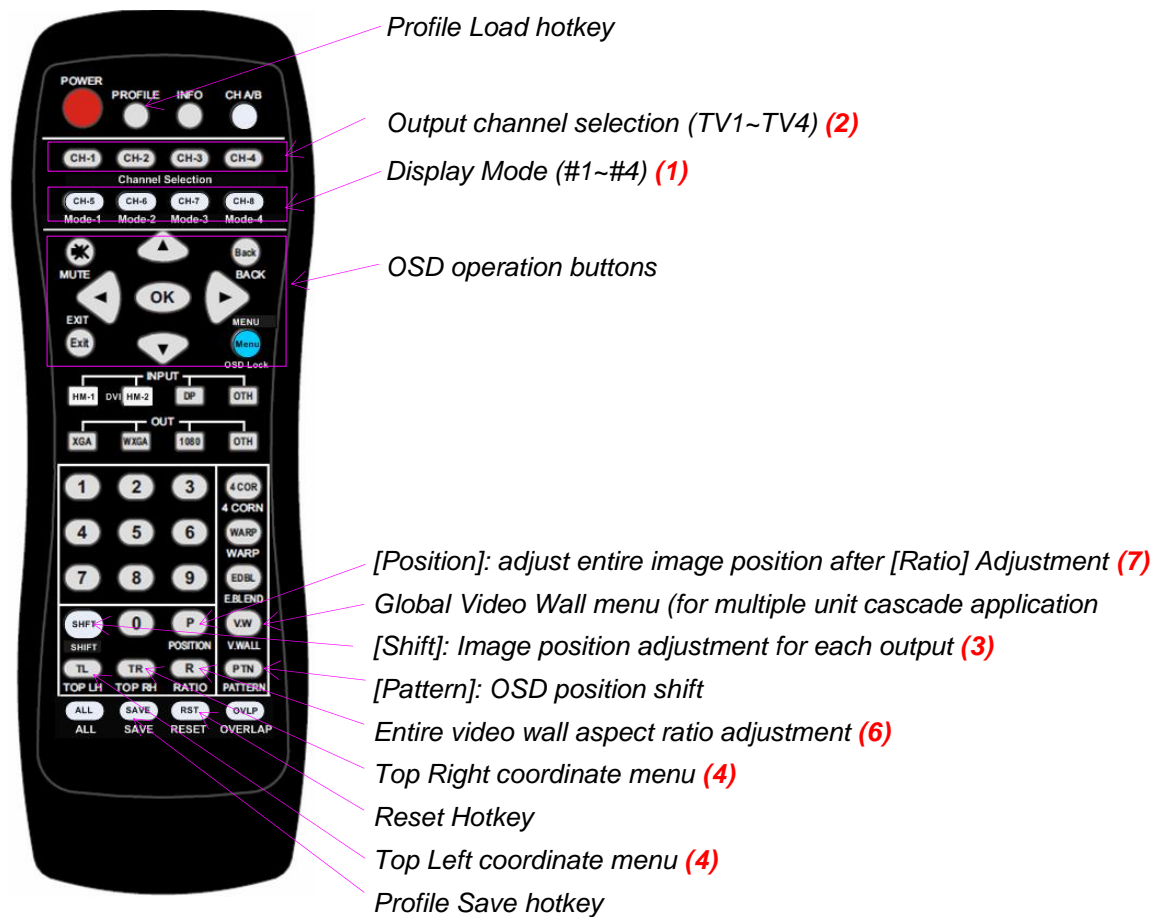 Profile Load hotkey
POWER
PROFILE INFO CH A/B
Output channel selection (TV1~TV4) (2)
CH-1 CH-2 CH-3 CH-4
Channel Selection
Display Mode (#1~#4) (1)
CH-5 CH-6 CH-7 CH-8
Mode-1 Mode-2 Mode-3 Mode-4
Back
MUTE BACK
OSD operation buttons
OK
EXIT MENU
Exit Menu
OSD Lock
INPUT
HM-1 DVI HM-2 DP OTH
OUT
XGA WXGA 1080 OTH
1 2 3 4 COR
4 CORN
4 5 6 WARP
WARP
[Position]: adjust entire image position after [Ratio] Adjustment (7)
7 8 9 EDBL
E.BLEND
Global Video Wall menu (for multiple unit cascade application
SHFT 0 P V.W
SHIFT POSITION V.WALL
[Shift]: Image position adjustment for each output (3)
TL TR R PTN
TOP LH TOP RH RATIO PATTERN
[Pattern]: OSD position shift
ALL SAVE RST OVLP
ALL SAVE RESET OVERLAP
Entire video wall aspect ratio adjustment (6)
Top Right coordinate menu (4)
Reset Hotkey
Top Left coordinate menu (4)
Profile Save hotkey